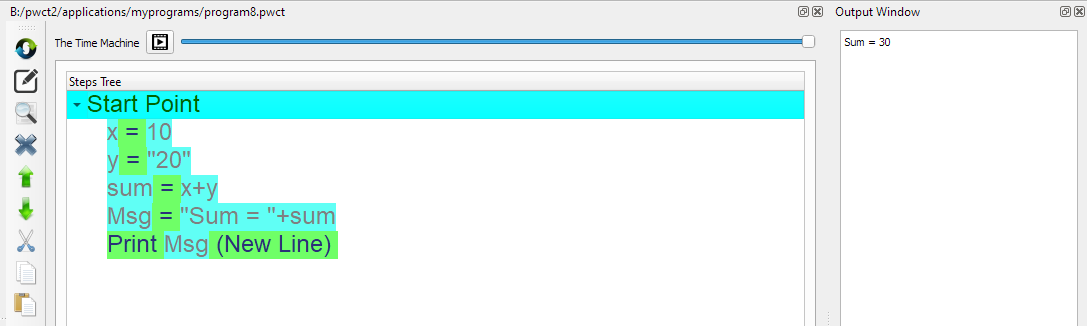 B:/pwct2/applications/myprograms/program8.pwct
Output Window
The Time Machine
Sum = 30
Steps Tree
Start Point
x = 10
y = "20"
sum = x+y
Msg = "Sum = "+sum
Print Msg (New Line)